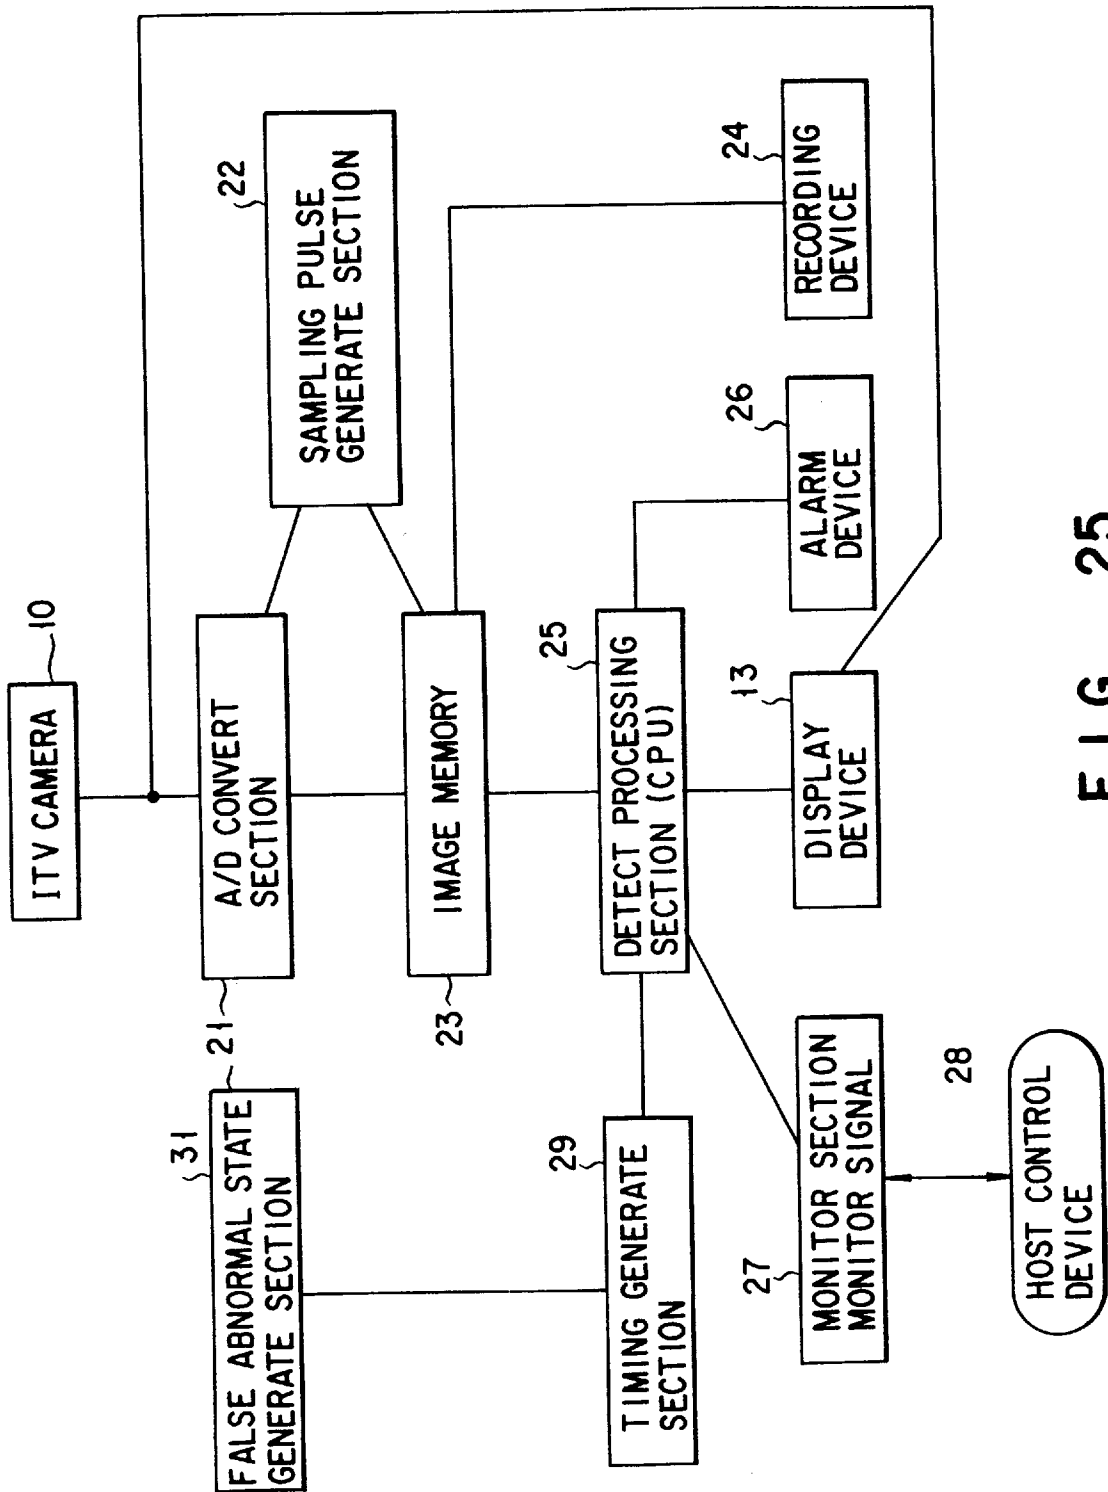 ITV CAMERA
10
A/D CONVERT
SECTION
21
SAMPLING PULSE
GENERATE SECTION
22
FALSE ABNORMAL STATE
GENERATE SECTION
31
IMAGE MEMORY
23
DETECT PROCESSING
SECTION (CPU)
25
TIMING GENERATE
SECTION
29
MONITOR SECTION
MONITOR SIGNAL
27
DISPLAY
DEVICE
13
ALARM
DEVICE
26
RECORDING
DEVICE
24
28
HOST CONTROL
DEVICE
FIG. 25